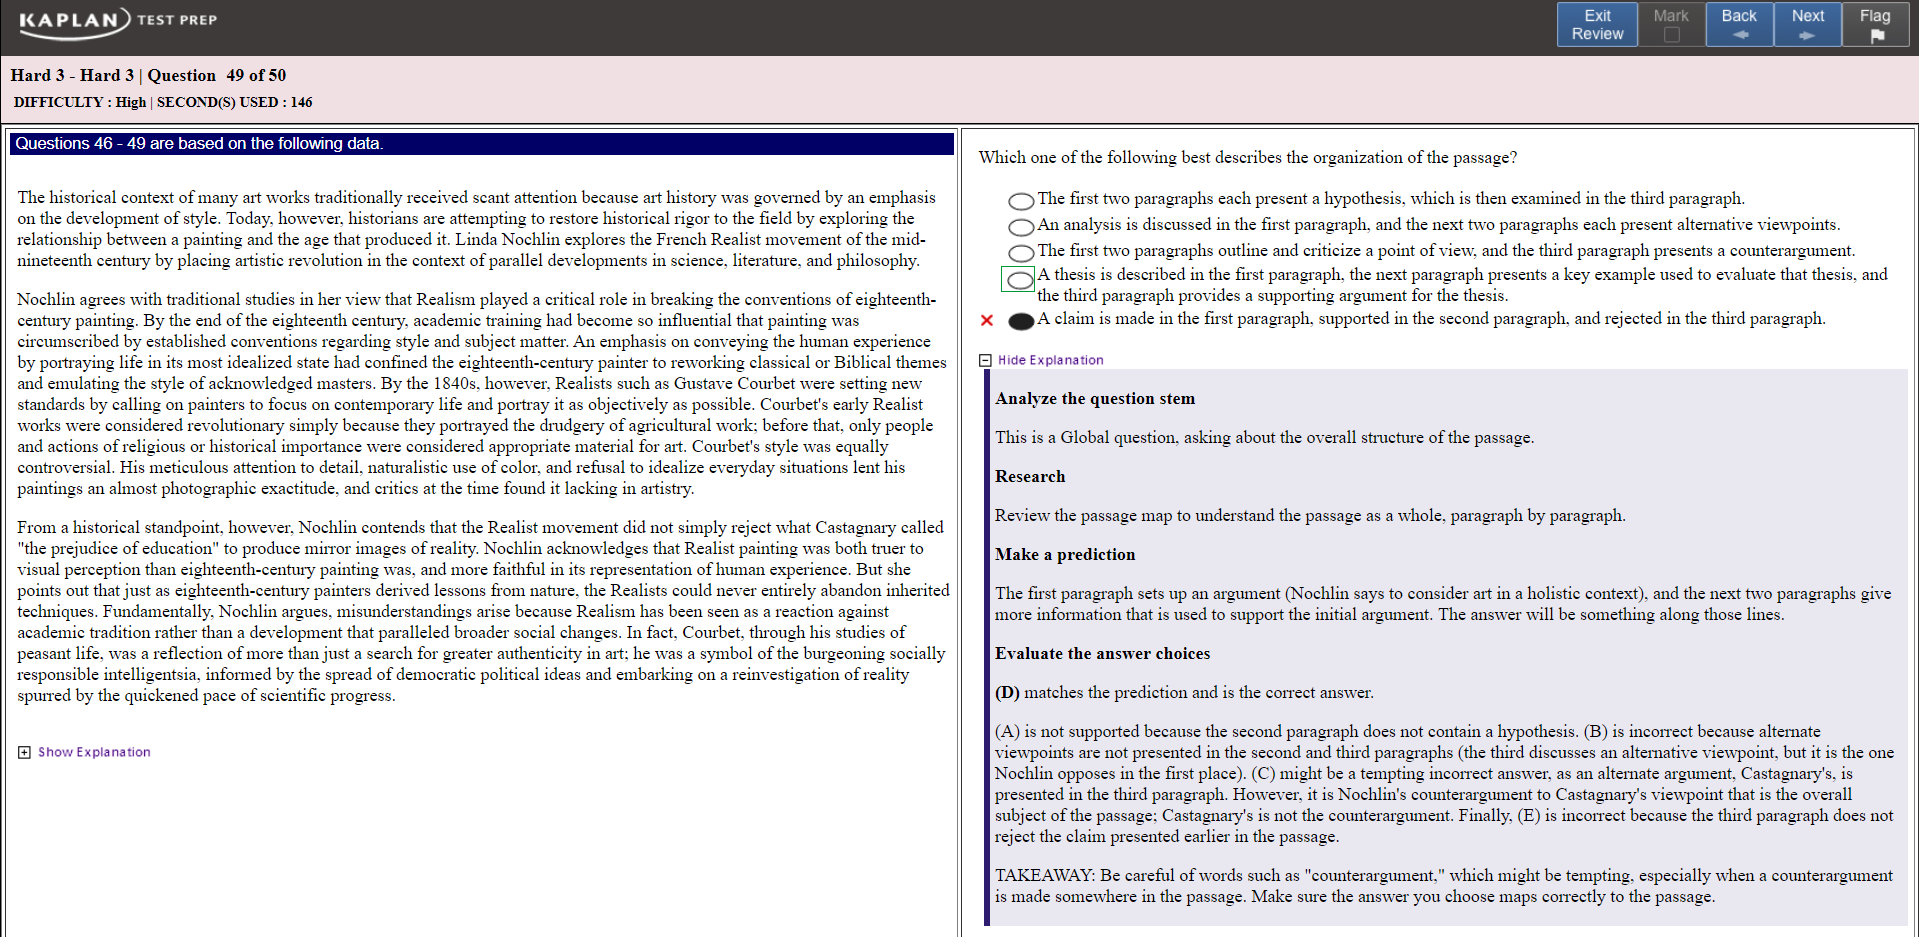 KAPLAN TEST PREP
Exit Review
Mark
Back
Next
Flag
Hard 3 - Hard 3 | Question 49 of 50
DIFFICULTY : High | SECOND(S) USED : 146
Questions 46 - 49 are based on the following data.
The historical context of many art works traditionally received scant attention because art history was governed by an emphasis
on the development of style. Today, however, historians are attempting to restore historical rigor to the field by exploring the
relationship between a painting and the age that produced it. Linda Nochlin explores the French Realist movement of the mid-
nineteenth century by placing artistic revolution in the context of parallel developments in science, literature, and philosophy.
Nochlin agrees with traditional studies in her view that Realism played a critical role in breaking the conventions of eighteenth-
century painting. By the end of the eighteenth century, academic training had become so influential that painting was
circumscribed by established conventions regarding style and subject matter. An emphasis on conveying the human experience
by portraying life in its most idealized state had confined the eighteenth-century painter to reworking classical or Biblical themes
and emulating the style of acknowledged masters. By the 1840s, however, Realists such as Gustave Courbet were setting new
standards by calling on painters to focus on contemporary life and portray it as objectively as possible. Courbet's early Realist
works were considered revolutionary simply because they portrayed the drudgery of agricultural work; before that, only people
and actions of religious or historical importance were considered appropriate material for art. Courbet's style was equally
controversial. His meticulous attention to detail, naturalistic use of color, and refusal to idealize everyday situations lent his
paintings an almost photographic exactitude, and critics at the time found it lacking in artistry.
From a historical standpoint, however, Nochlin contends that the Realist movement did not simply reject what Castagnary called
"the prejudice of education" to produce mirror images of reality. Nochlin acknowledges that Realist painting was both truer to
visual perception than eighteenth-century painting was, and more faithful in its representation of human experience. But she
points out that just as eighteenth-century painters derived lessons from nature, the Realists could never entirely abandon inherited
techniques. Fundamentally, Nochlin argues, misunderstandings arise because Realism has been seen as a reaction against
academic tradition rather than a development that paralleled broader social changes. In fact, Courbet, through his studies of
peasant life, was a reflection of more than just a search for greater authenticity in art; he was a symbol of the burgeoning socially
responsible intelligentsia, informed by the spread of democratic political ideas and embarking on a reinvestigation of reality
spurred by the quickened pace of scientific progress.
Show Explanation
Which one of the following best describes the organization of the passage?
The first two paragraphs each present a hypothesis, which is then examined in the third paragraph.
An analysis is discussed in the first paragraph, and the next two paragraphs each present alternative viewpoints.
The first two paragraphs outline and criticize a point of view, and the third paragraph presents a counterargument.
A thesis is described in the first paragraph, the next paragraph presents a key example used to evaluate that thesis, and
the third paragraph provides a supporting argument for the thesis.
A claim is made in the first paragraph, supported in the second paragraph, and rejected in the third paragraph.
Hide Explanation
Analyze the question stem
This is a Global question, asking about the overall structure of the passage.
Research
Review the passage map to understand the passage as a whole, paragraph by paragraph.
Make a prediction
The first paragraph sets up an argument (Nochlin says to consider art in a holistic context), and the next two paragraphs give
more information that is used to support the initial argument. The answer will be something along those lines.
Evaluate the answer choices
(D) matches the prediction and is the correct answer.
(A) is not supported because the second paragraph does not contain a hypothesis. (B) is incorrect because alternate
viewpoints are not presented in the second and third paragraphs (the third discusses an alternative viewpoint, but it is the one
Nochlin opposes in the first place). (C) might be a tempting incorrect answer, as an alternate argument, Castagnary's, is
presented in the third paragraph. However, it is Nochlin's counterargument to Castagnary's viewpoint that is the overall
subject of the passage; Castagnary's is not the counterargument. Finally, (E) is incorrect because the third paragraph does not
reject the claim presented earlier in the passage.
TAKEAWAY: Be careful of words such as "counterargument," which might be tempting, especially when a counterargument
is made somewhere in the passage. Make sure the answer you choose maps correctly to the passage.